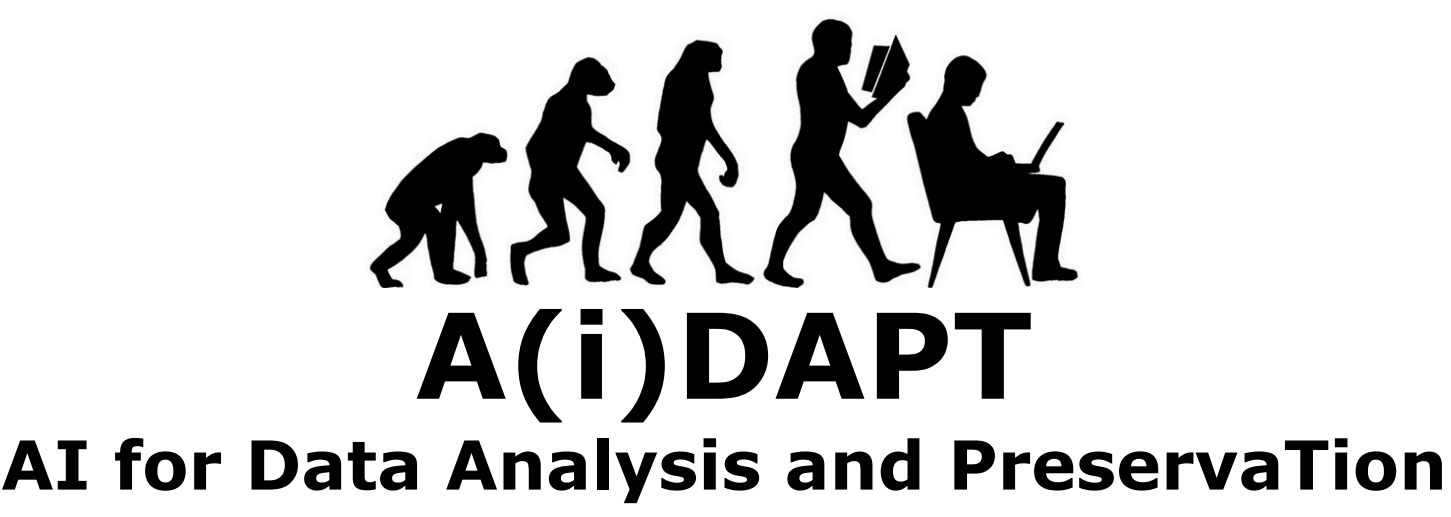 A(i)DAPT
AI for Data Analysis and PreservaTion